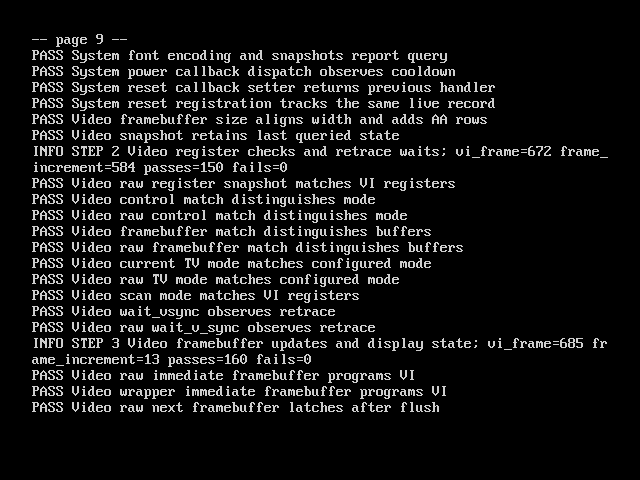 -- page 9 --
PASS System font encoding and snapshots report query
PASS System power callback dispatch observes cooldown
PASS System reset callback setter returns previous handler
PASS System reset registration tracks the same live record
PASS Video framebuffer size aligns width and adds AA rows
PASS Video snapshot retains last queried state
INFO STEP 2 Video register checks and retrace waits; vi_frame=672 frame_
increment=584 passes=150 fails=0
PASS Video raw register snapshot matches VI registers
PASS Video control match distinguishes mode
PASS Video raw control match distinguishes mode
PASS Video framebuffer match distinguishes buffers
PASS Video raw framebuffer match distinguishes buffers
PASS Video current TV mode matches configured mode
PASS Video raw TV mode matches configured mode
PASS Video scan mode matches VI registers
PASS Video wait_vsync observes retrace
PASS Video raw wait_v_sync observes retrace
INFO STEP 3 Video framebuffer updates and display state; vi_frame=685 fr
ame_increment=13 passes=160 fails=0
PASS Video raw immediate framebuffer programs VI
PASS Video wrapper immediate framebuffer programs VI
PASS Video raw next framebuffer latches after flush